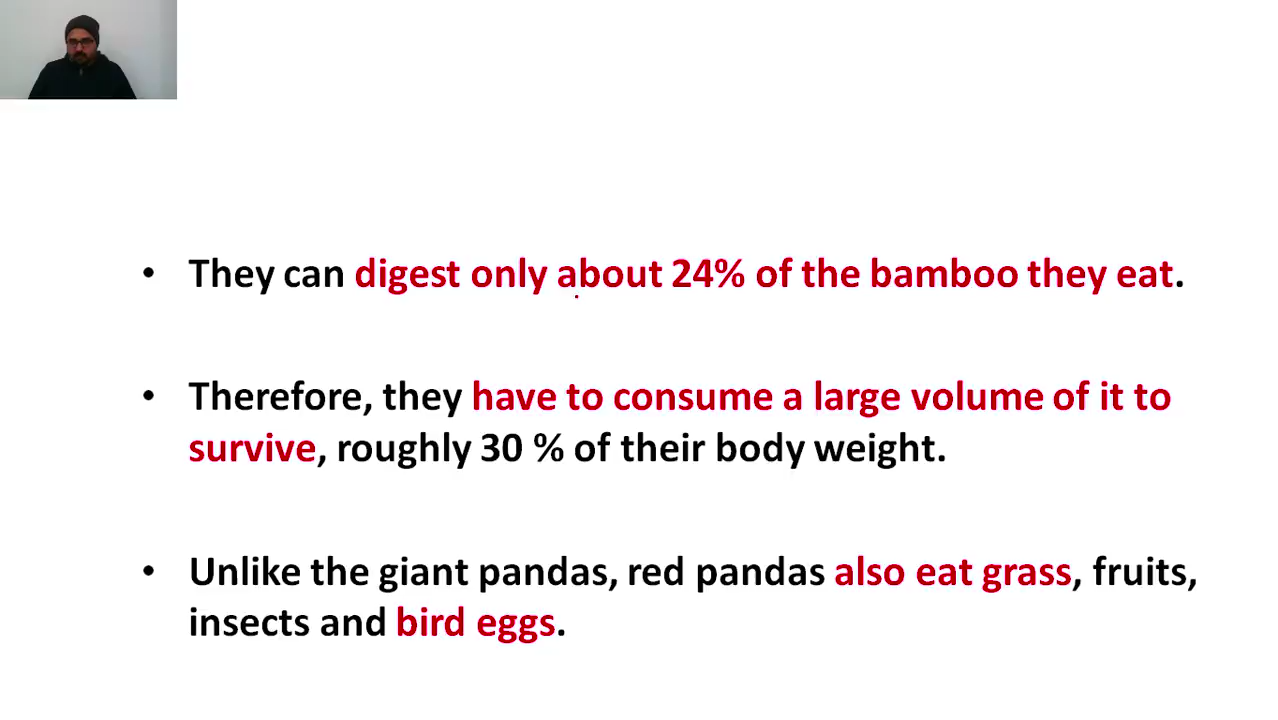 • They can digest only about 24% of the bamboo they eat.
• Therefore, they have to consume a large volume of it to
survive, roughly 30 % of their body weight.
• Unlike the giant pandas, red pandas also eat grass, fruits,
insects and bird eggs.